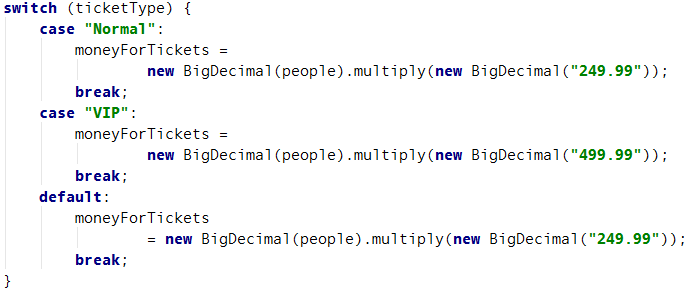 switch (ticketType) {
    case "Normal":
        moneyForTickets =
                new BigDecimal(people).multiply(new BigDecimal("249.99"));
        break;
    case "VIP":
        moneyForTickets =
                new BigDecimal(people).multiply(new BigDecimal("499.99"));
        break;
    default:
        moneyForTickets
                = new BigDecimal(people).multiply(new BigDecimal("249.99"));
        break;
}